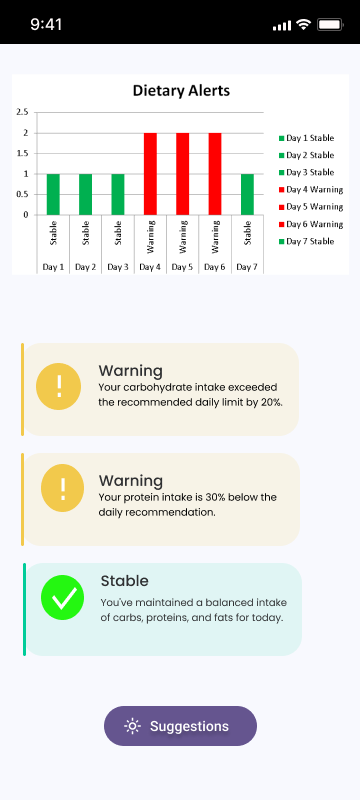 9:41
Dietary Alerts
2.5
2
1.5
1
0.5
0
Stable Stable Stable Warning Warning Warning Stable
Day 1 Day 2 Day 3 Day 4 Day 5 Day 6 Day 7
Day 1 Stable
Day 2 Stable
Day 3 Stable
Day 4 Warning
Day 5 Warning
Day 6 Warning
Day 7 Stable
Warning
Your carbohydrate intake exceeded
the recommended daily limit by 20%.
Warning
Your protein intake is 30% below the
daily recommendation.
Stable
You've maintained a balanced intake
of carbs, proteins, and fats for today.
Suggestions